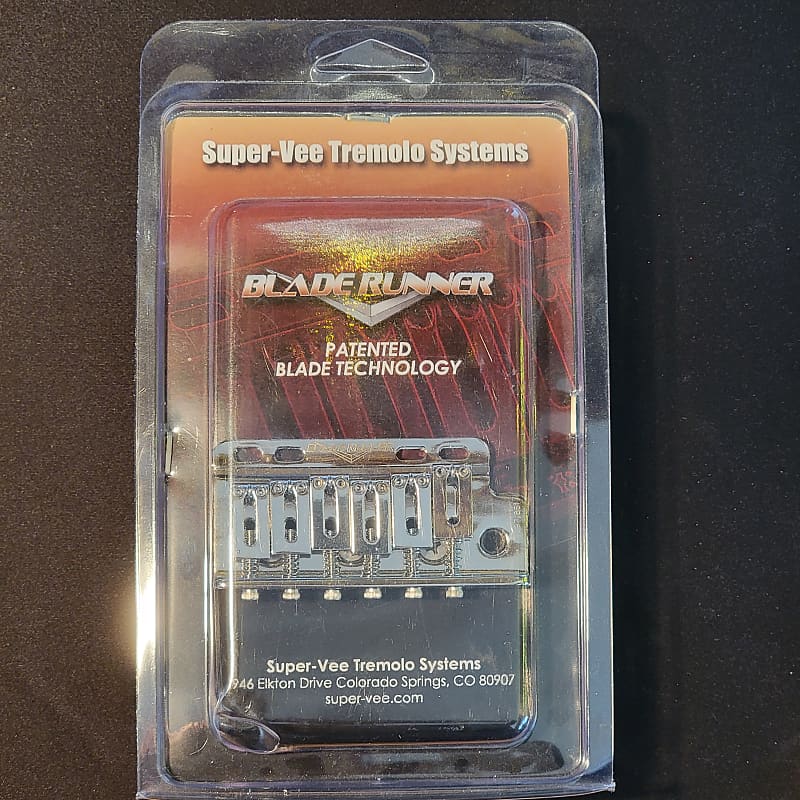 Super-Vee Tremolo Systems
BLADE RUNNER
PATENTED
BLADE TECHNOLOGY
Super-Vee Tremolo Systems
946 Elkton Drive Colorado Springs, CO 80907
super-vee.com